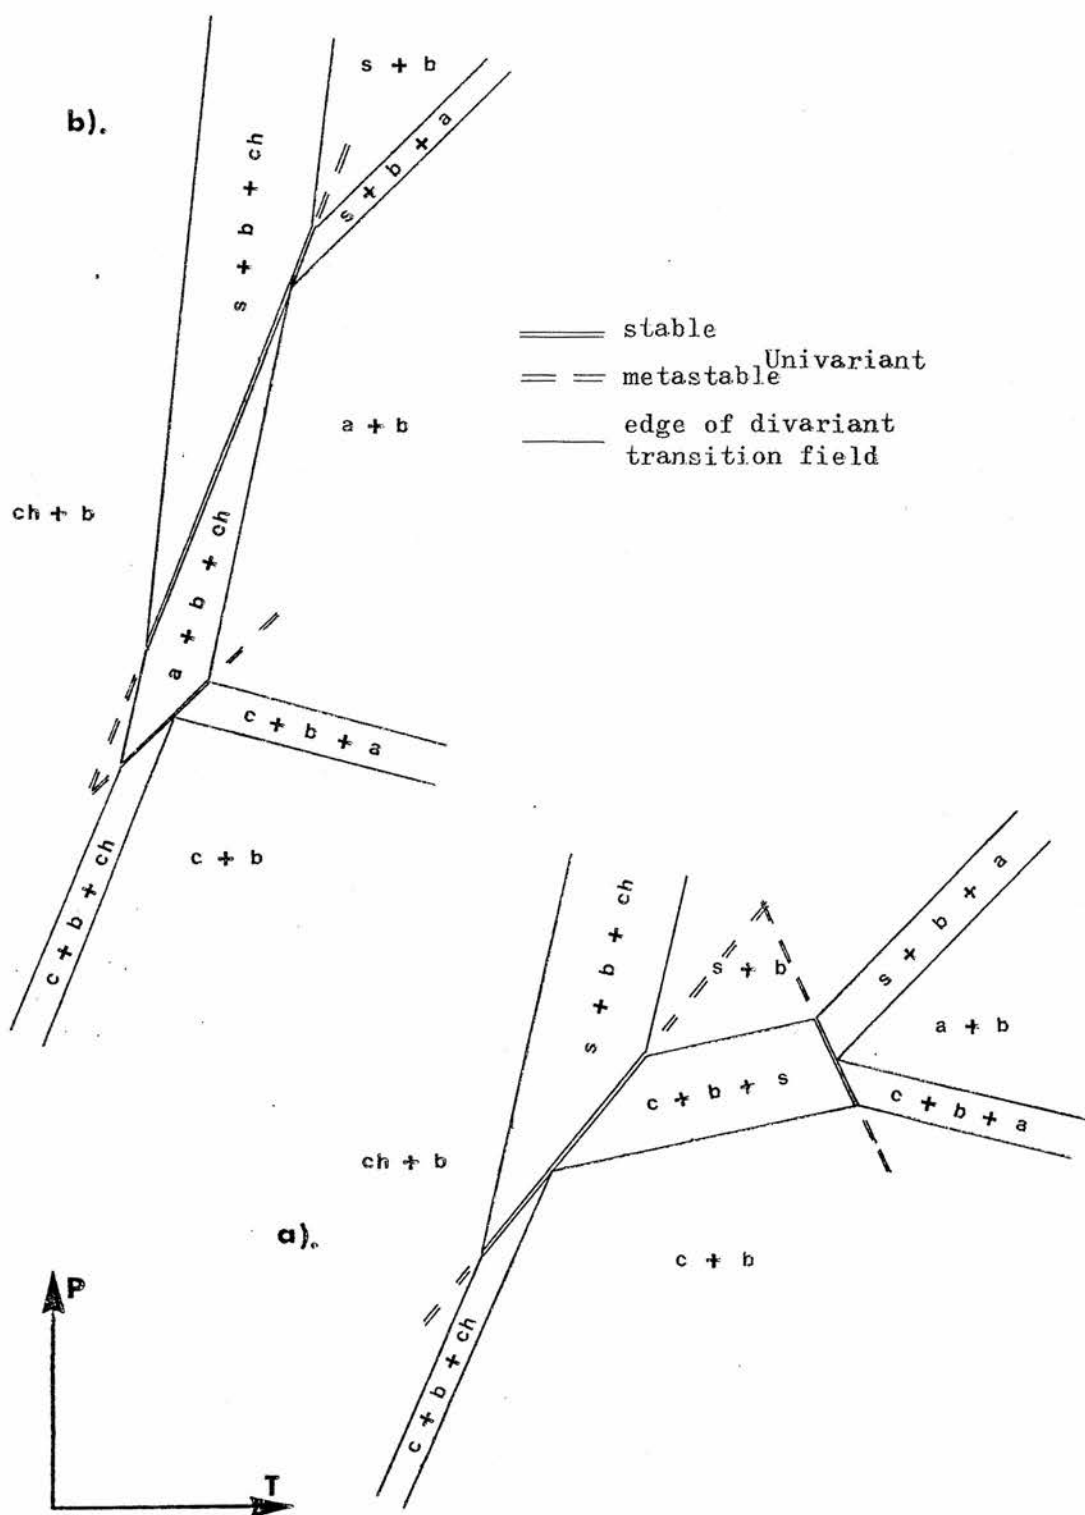 b).
s + b
s + b + ch
s + b + a
stable
Univariant
metastable
edge of divariant
transition field
a + b
ch + b
a + b + ch
c + b + a
c + b
c + b + ch
s + b + ch
s + b
s + b + a
a + b
c + b + s
c + b + a
ch + b
a).
c + b
c + b + ch
P
T